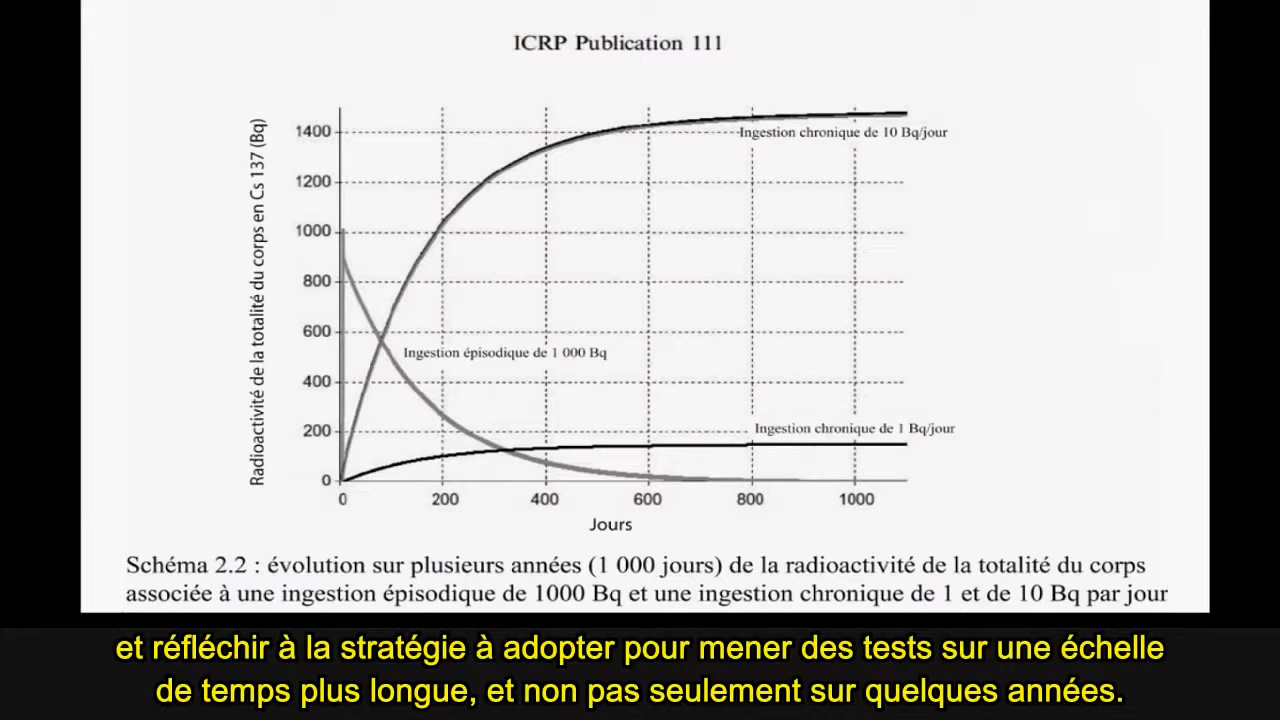 ICRP Publication 111
Radioactivité de la totalité du corps en Cs 137 (Bq)
1400
1200
1000
800
600
400
200
0
Ingestion chronique de 10 Bq/jour
Ingestion épisodique de 1 000 Bq
Ingestion chronique de 1 Bq/jour
0 200 400 600 800 1000
Jours
Schéma 2.2 : évolution sur plusieurs années (1 000 jours) de la radioactivité de la totalité du corps
associée à une ingestion épisodique de 1000 Bq et une ingestion chronique de 1 et de 10 Bq par jour
et réfléchir à la stratégie à adopter pour mener des tests sur une échelle
de temps plus longue, et non pas seulement sur quelques années.